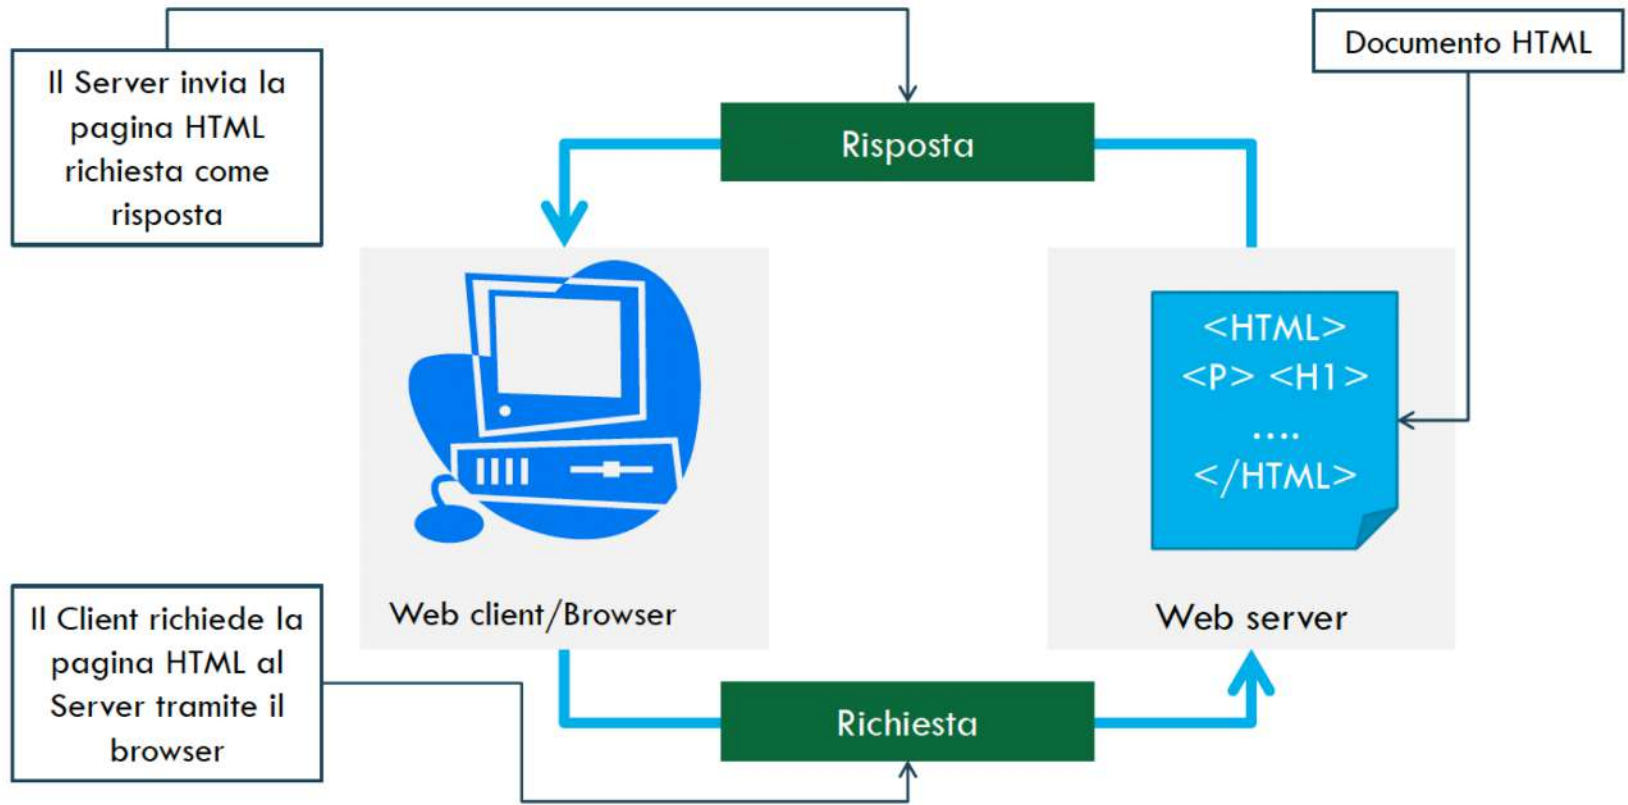 Il Server invia la
pagina HTML
richiesta come
risposta
Risposta
Documento HTML
<HTML>
<P> <H1>
....
</HTML>
Web client/Browser
Web server
Il Client richiede la
pagina HTML al
Server tramite il
browser
Richiesta